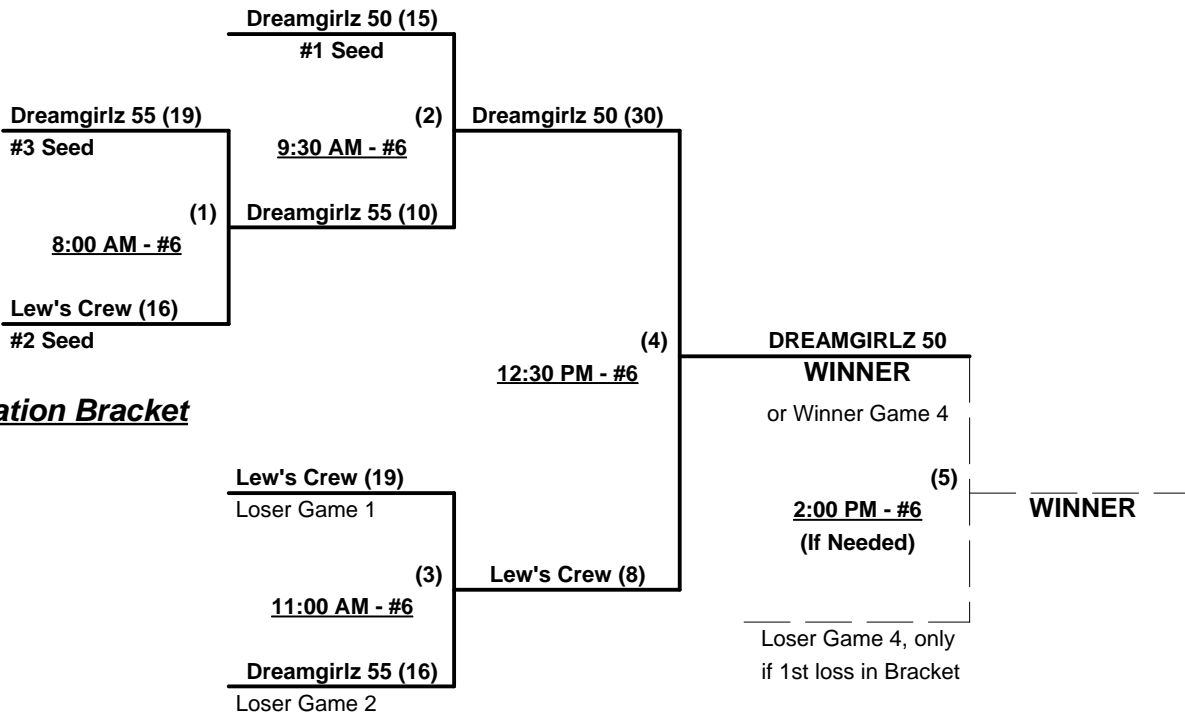 Dreamgirlz 50 (15)
#1 Seed
Dreamgirlz 55 (19)
#3 Seed
(2)
9:30 AM - #6
Dreamgirlz 50 (30)
(1)
8:00 AM - #6
Dreamgirlz 55 (10)
Lew's Crew (16)
#2 Seed
(4)
12:30 PM - #6
DREAMGIRLZ 50
WINNER
or Winner Game 4
ation Bracket
Lew's Crew (19)
Loser Game 1
(5)
2:00 PM - #6
(If Needed)
WINNER
(3)
11:00 AM - #6
Lew's Crew (8)
Dreamgirlz 55 (16)
Loser Game 2
Loser Game 4, only
if 1st loss in Bracket